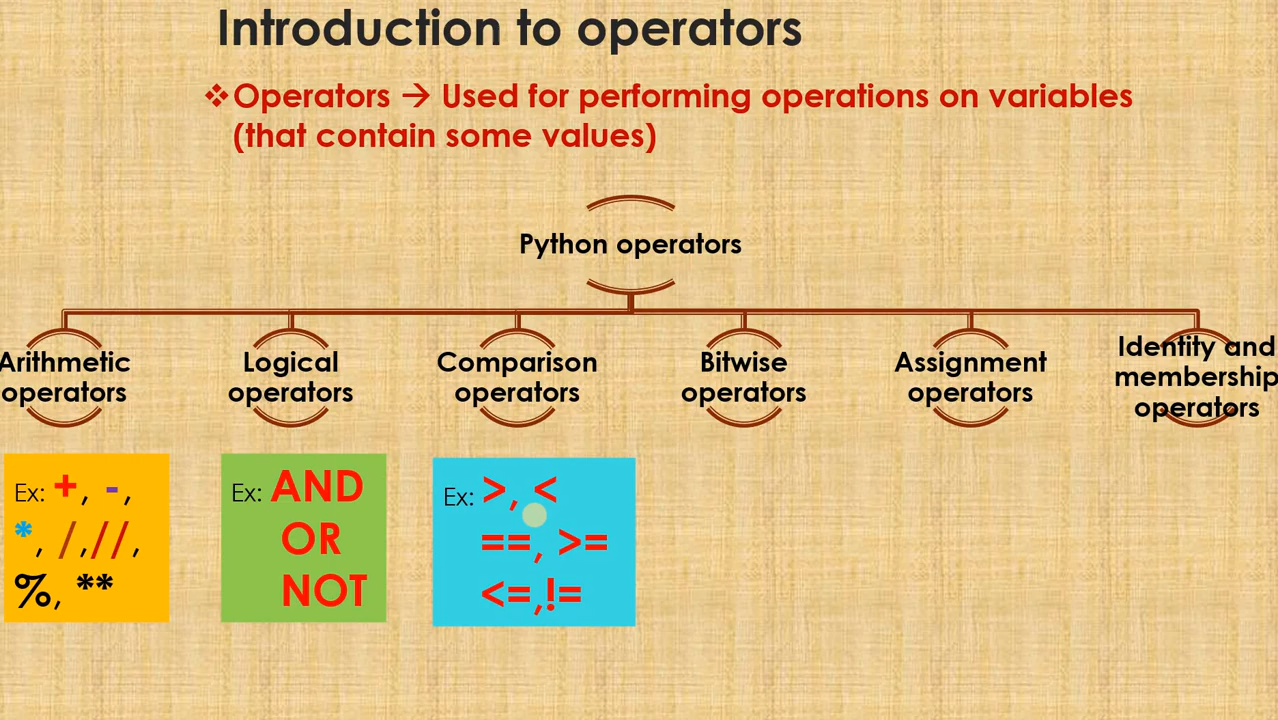 Introduction to operators
❖Operators → Used for performing operations on variables
(that contain some values)
Python operators
Arithmetic
operators
Logical
operators
Comparison
operators
Bitwise
operators
Assignment
operators
Identity and
membership
operators
Ex: +, -,
*, /,//,
%, **
Ex: AND
OR
NOT
Ex: >, <
==, >=
<=,!=